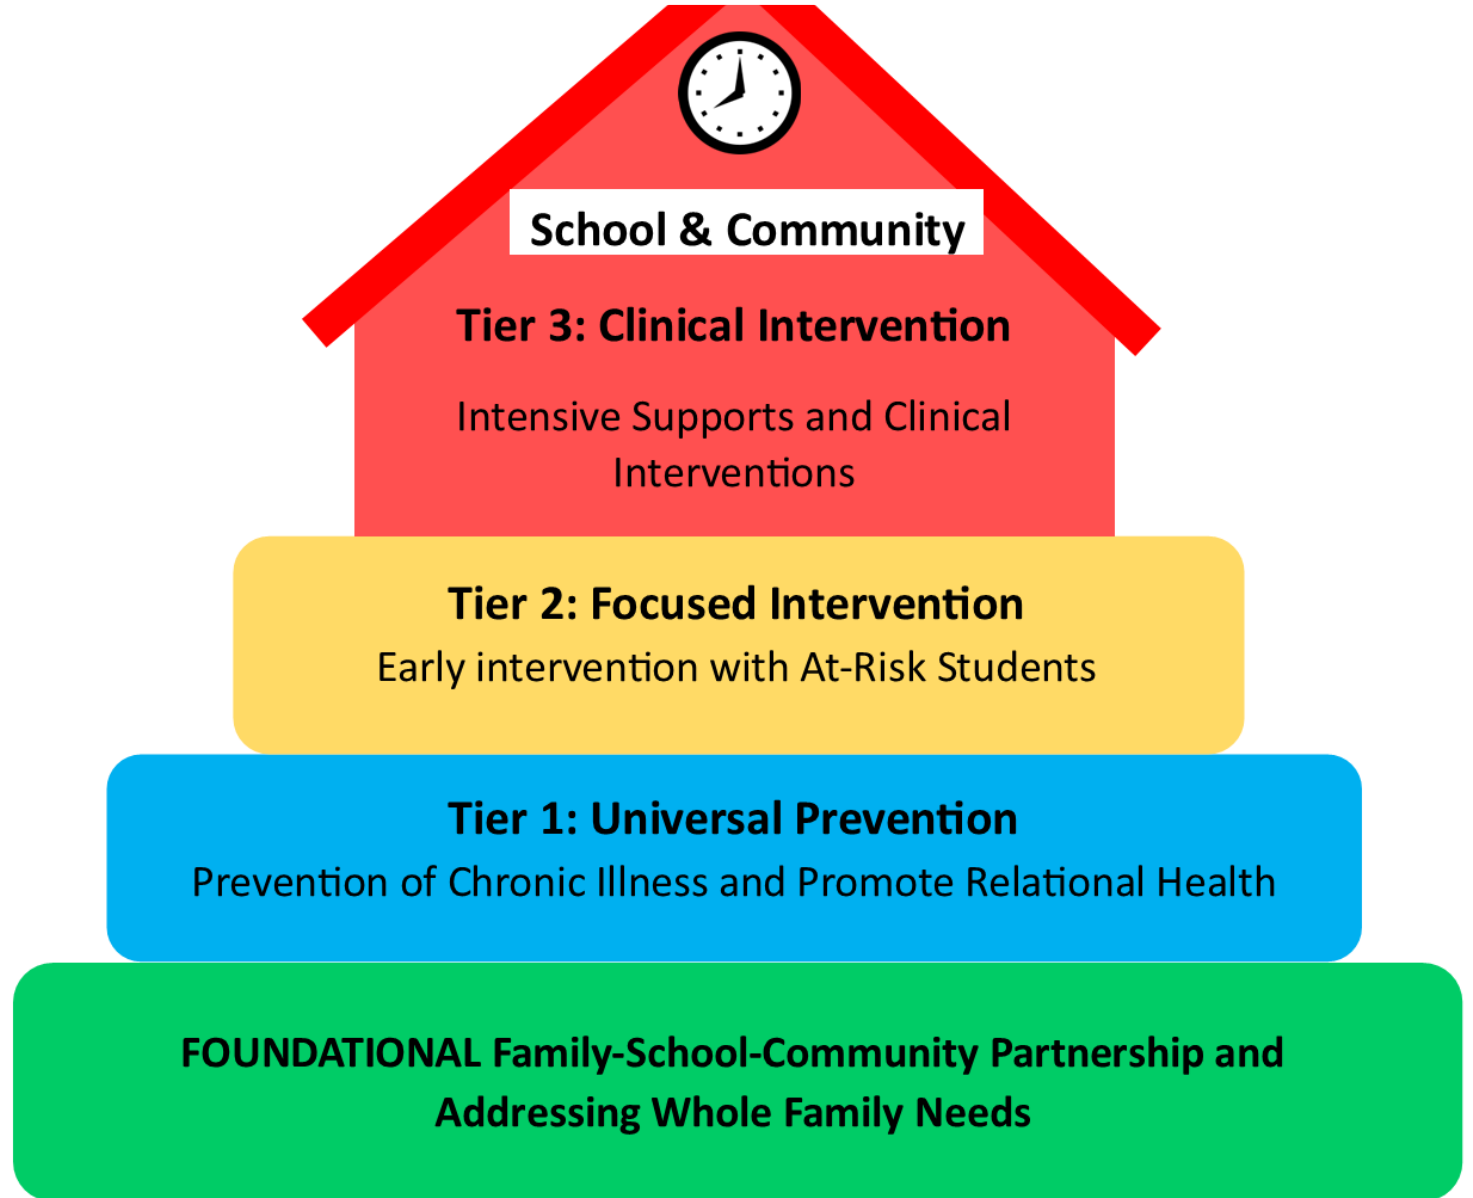 School & Community
Tier 3: Clinical Intervention
Intensive Supports and Clinical
Interventions
Tier 2: Focused Intervention
Early intervention with At-Risk Students
Tier 1: Universal Prevention
Prevention of Chronic Illness and Promote Relational Health
FOUNDATIONAL Family-School-Community Partnership and
Addressing Whole Family Needs